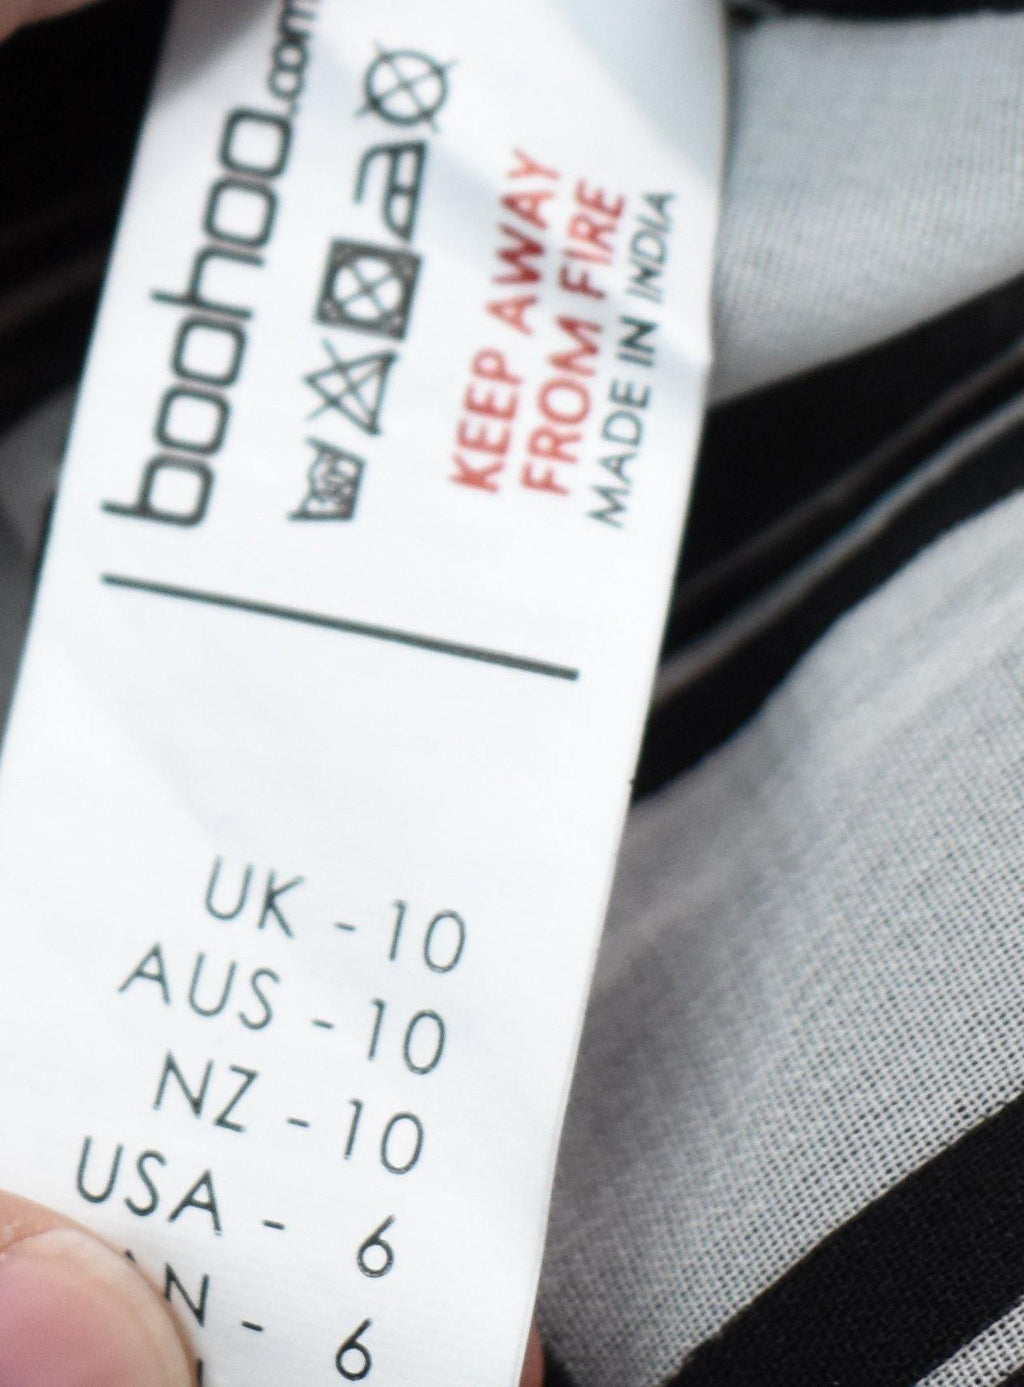 boohoo.com
KEEP AWAY
FROM FIRE
MADE IN INDIA
UK - 10
AUS - 10
NZ - 10
USA - 6
- 6